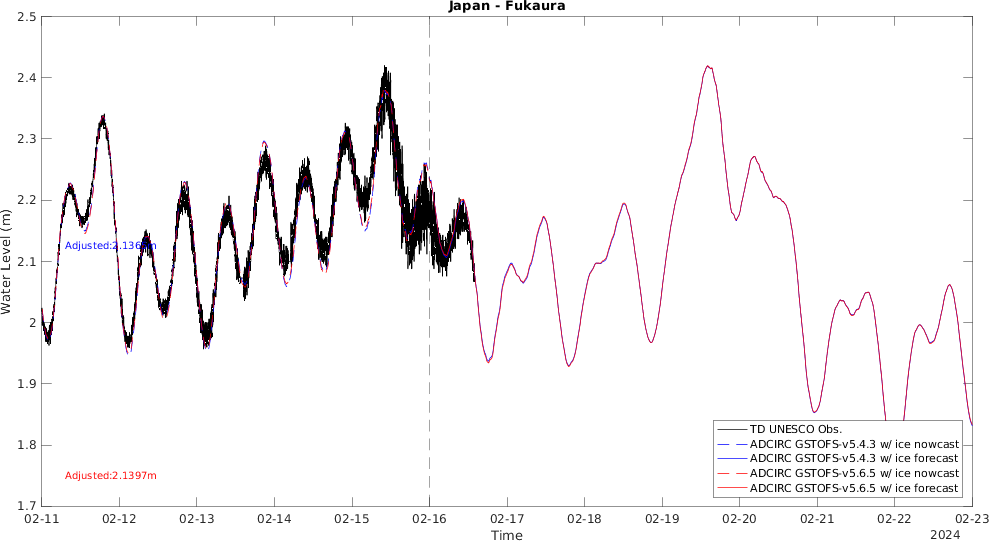 Japan - Fukaura
2.5
2.4
2.3
2.2
2.1
2
1.9
1.8
1.7
Water Level (m)
Adjusted:2.136 m
Adjusted:2.1397m
TD UNESCO Obs.
ADCIRC GSTOFS-v5.4.3 w/ ice nowcast
ADCIRC GSTOFS-v5.4.3 w/ ice forecast
ADCIRC GSTOFS-v5.6.5 w/ ice nowcast
ADCIRC GSTOFS-v5.6.5 w/ ice forecast
02-11 02-12 02-13 02-14 02-15 02-16 02-17 02-18 02-19 02-20 02-21 02-22 02-23
Time
2024